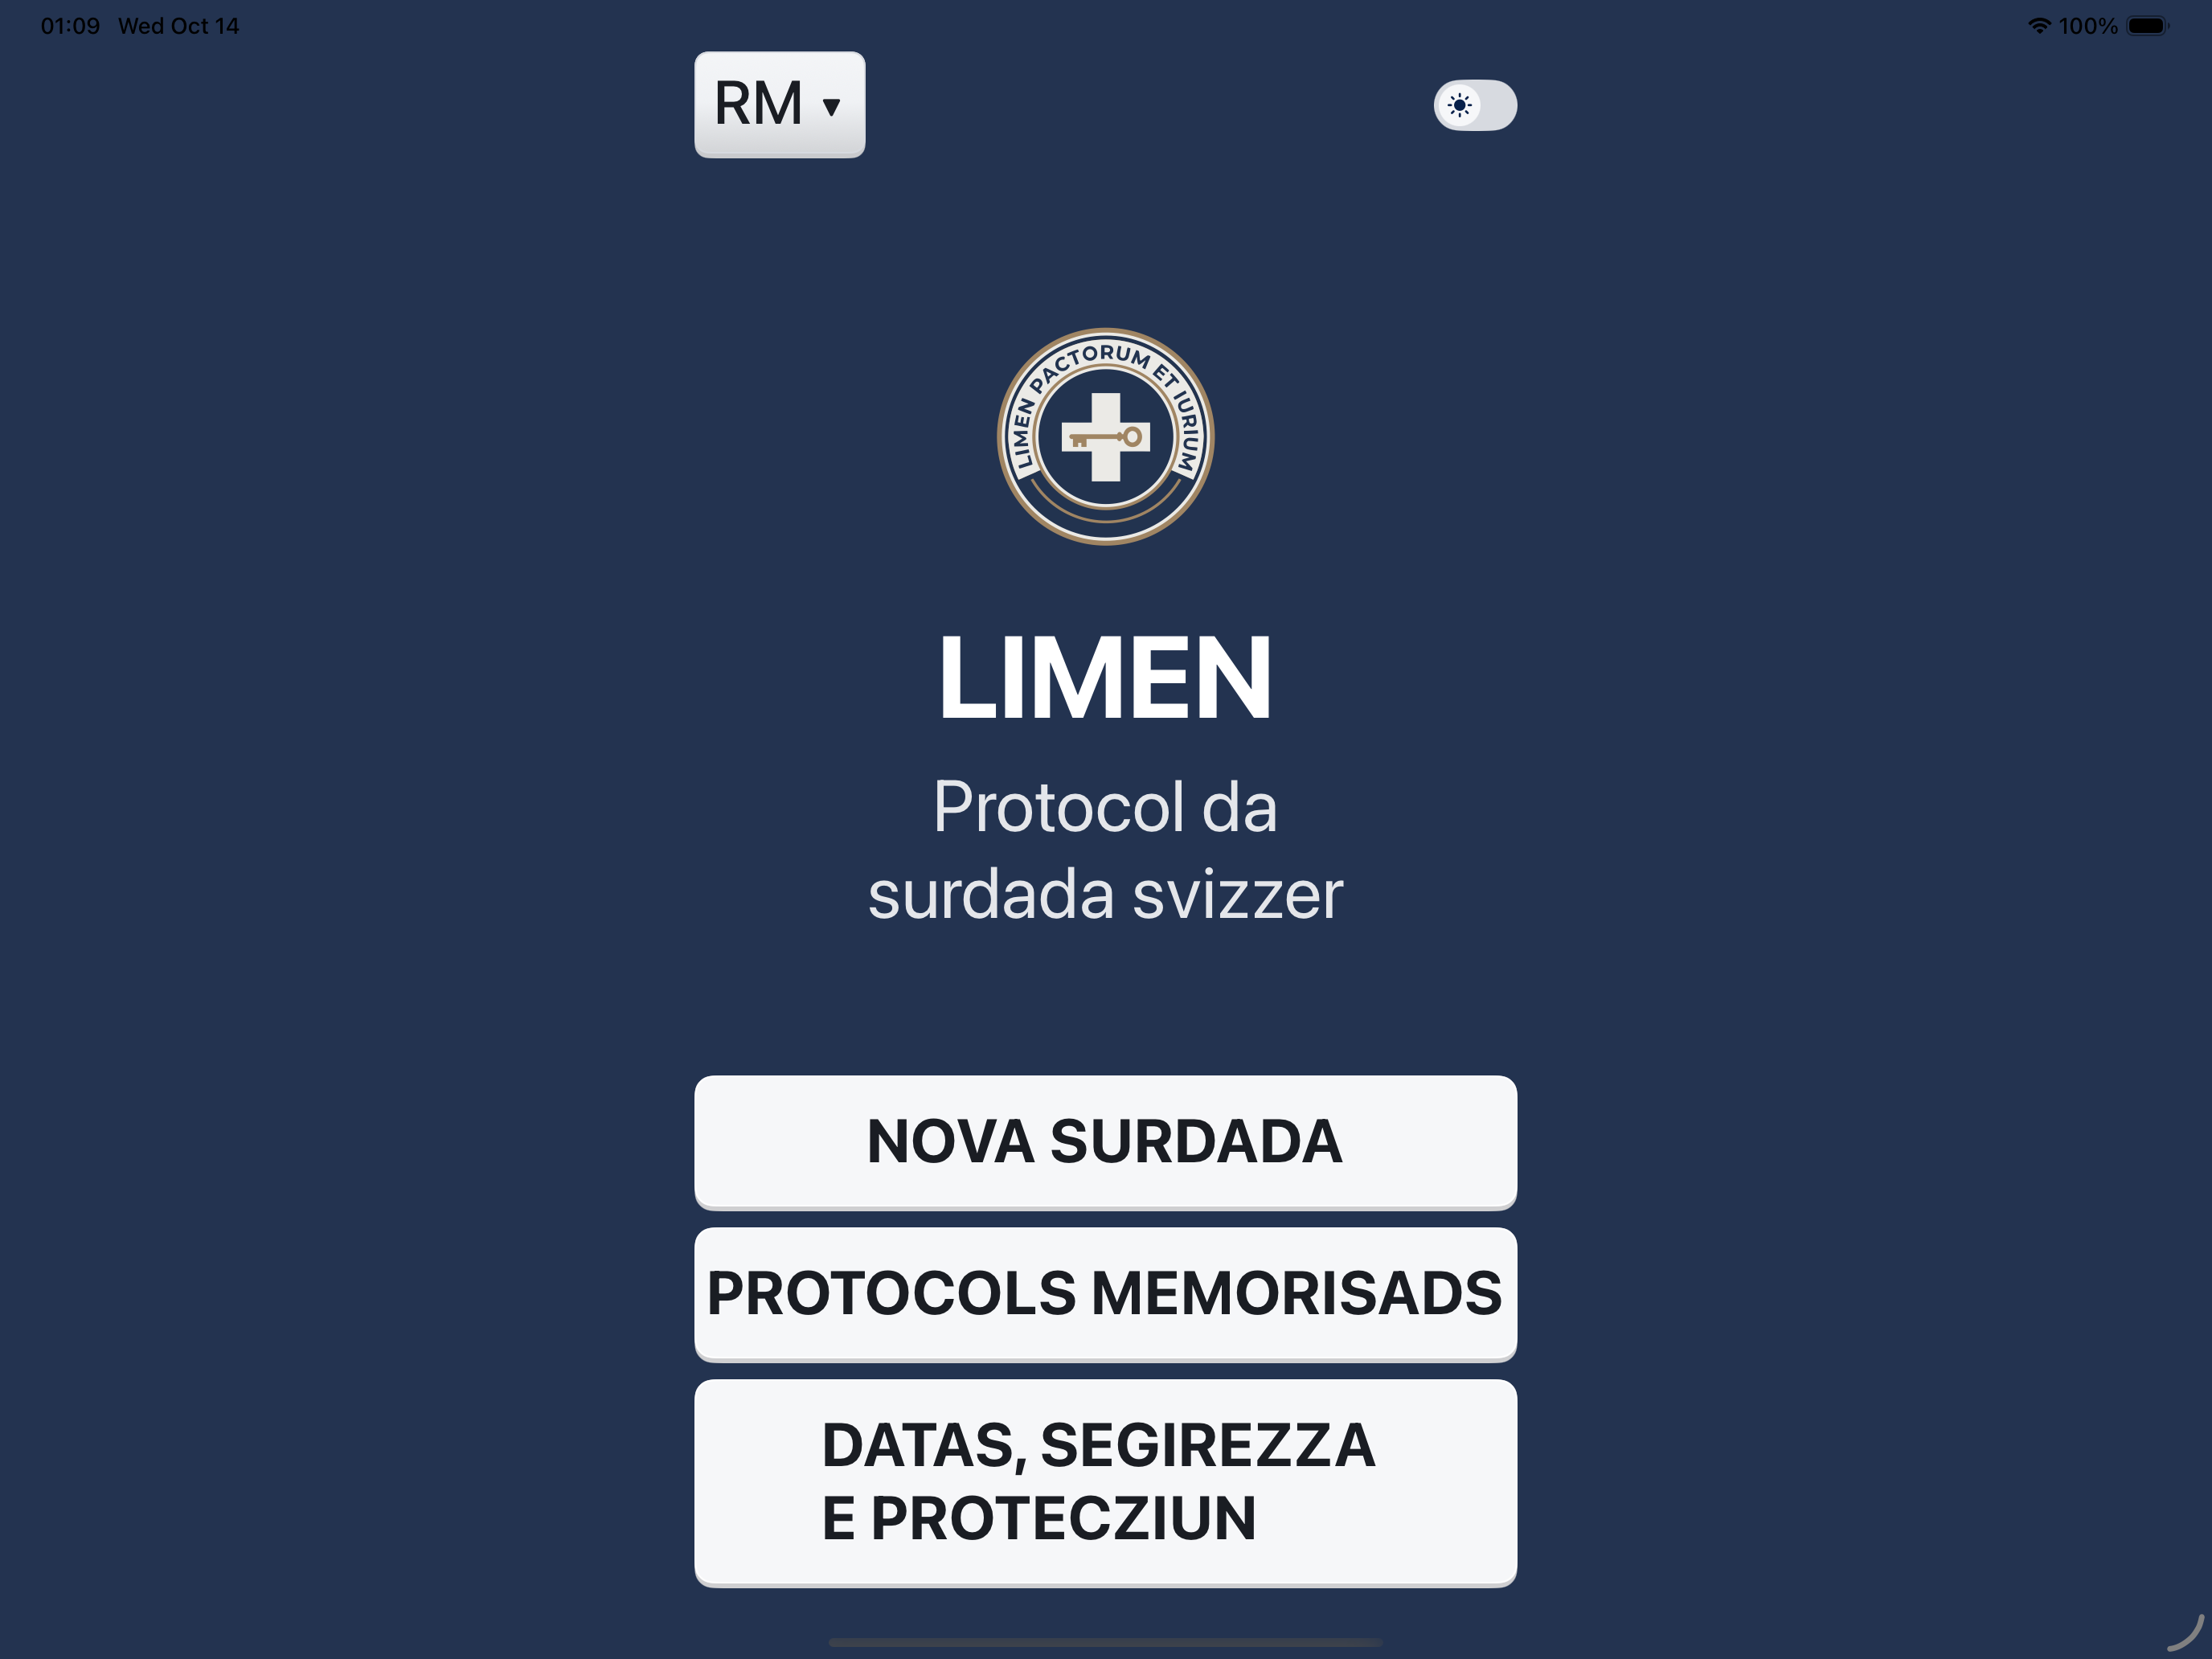 01:09 Wed Oct 14
100%
RM
LIMEN PACTORUM ET IURIUM
LIMEN
Protocol da
surdada svizzer
NOVA SURDADA
PROTOCOLS MEMORISADS
DATAS, SEGIREZZA
E PROTECZIUN